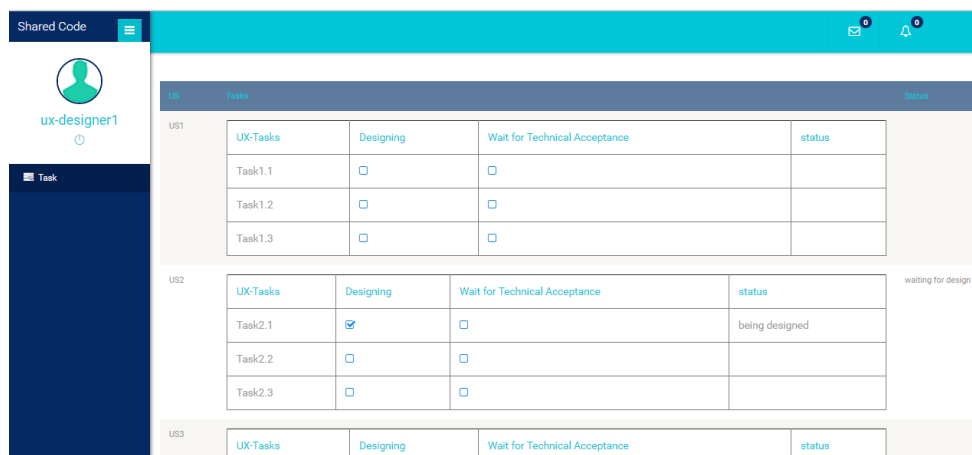 Shared Code
0
0
ux-designer1
Task
US Tasks Status
US1
UX-Tasks Designing Wait for Technical Acceptance status
Task1.1
Task1.2
Task1.3
US2 waiting for design
UX-Tasks Designing Wait for Technical Acceptance status
Task2.1 being designed
Task2.2
Task2.3
US3
UX-Tasks Designing Wait for Technical Acceptance status